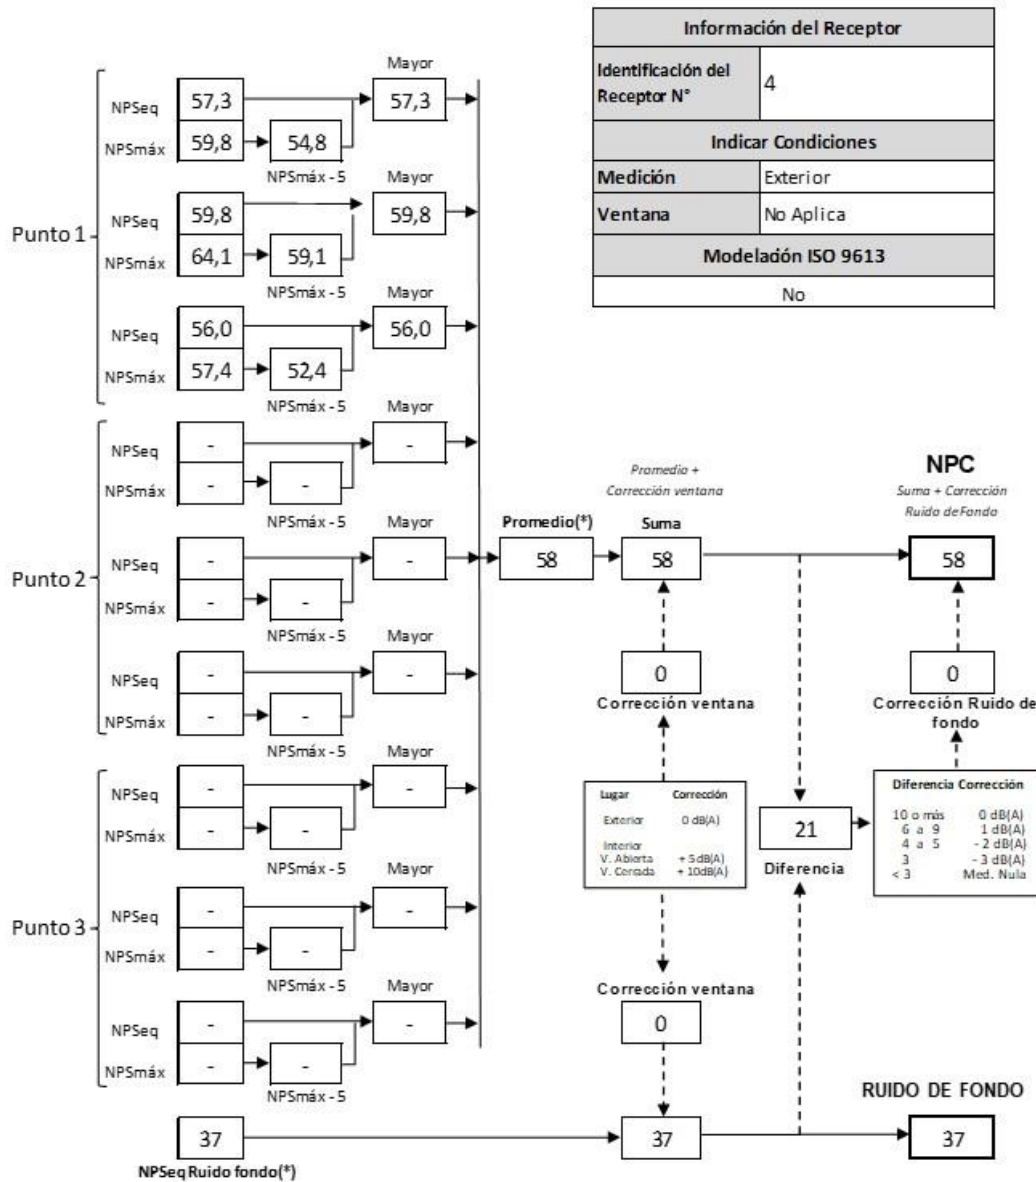 Información del Receptor
Identificación del Receptor N° 4
Indicar Condiciones
Medición Exterior
Ventana No Aplica
Modelación ISO 9613
No
Punto 1
Mayor
NPSeq 57,3 57,3
NPSmáx 59,8 54,8
NPSmáx - 5
Mayor
NPSeq 59,8 59,8
NPSmáx 64,1 59,1
NPSmáx - 5
Mayor
NPSeq 56,0 56,0
NPSmáx 57,4 52,4
NPSmáx - 5
Punto 2
Mayor
NPSeq - -
NPSmáx - -
NPSmáx - 5
Mayor
NPSeq - -
NPSmáx - -
NPSmáx - 5
Mayor
NPSeq - -
NPSmáx - -
NPSmáx - 5
Punto 3
Mayor
NPSeq - -
NPSmáx - -
NPSmáx - 5
Mayor
NPSeq - -
NPSmáx - -
NPSmáx - 5
Mayor
NPSeq - -
NPSmáx - -
NPSmáx - 5
37
NPSeq Ruido fondo(*)
Promedio(*)
58
Promedio +
Corrección ventana
Suma
58
0
Corrección ventana
Lugar Corrección
Exterior 0 dB(A)
Interior
V. Abierta + 5dB(A)
V. Cerrada + 10dB(A)
Corrección ventana
0
37
21
Diferencia
NPC
Suma + Corrección
Ruido de Fondo
58
0
Corrección Ruido de
fondo
Diferencia Corrección
10 o más 0 dB(A)
6 a 9 1 dB(A)
4 a 5 - 2 dB(A)
3 - 3 dB(A)
< 3 Med. Nula
RUIDO DE FONDO
37